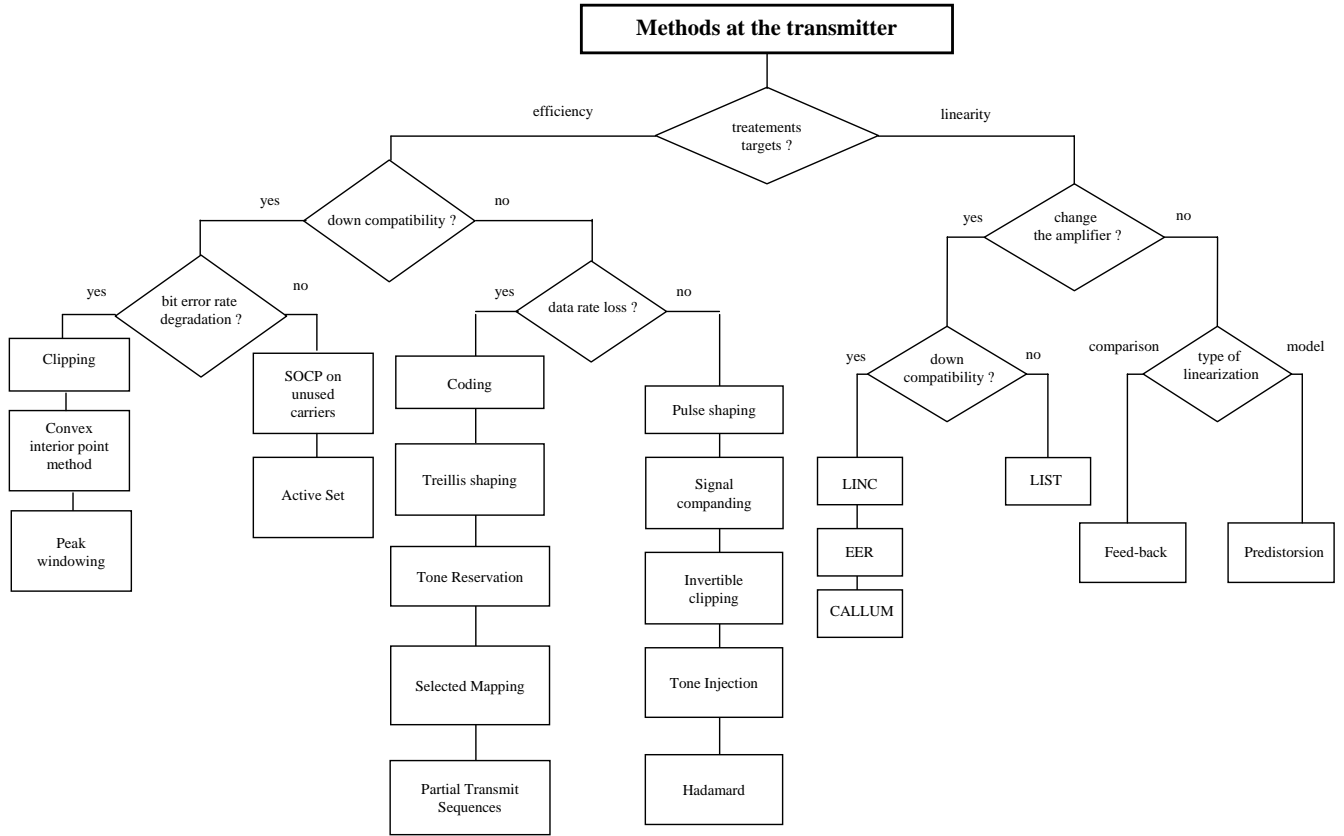 Methods at the transmitter
efficiency
linearity
treatements
targets ?
yes
down compatibility ?
no
yes
change
the amplifier ?
no
yes
bit error rate
degradation ?
no
yes
data rate loss ?
no
comparison
type of
linearization
model
yes
down
compatibility ?
no
Clipping
Convex
interior point
method
Peak
windowing
SOCP on
unused
carriers
Active Set
Coding
Treillis shaping
Tone Reservation
Selected Mapping
Partial Transmit
Sequences
Pulse shaping
Signal
companding
Invertible
clipping
Tone Injection
Hadamard
LINC
EER
CALLUM
LIST
Feed-back
Predistorsion